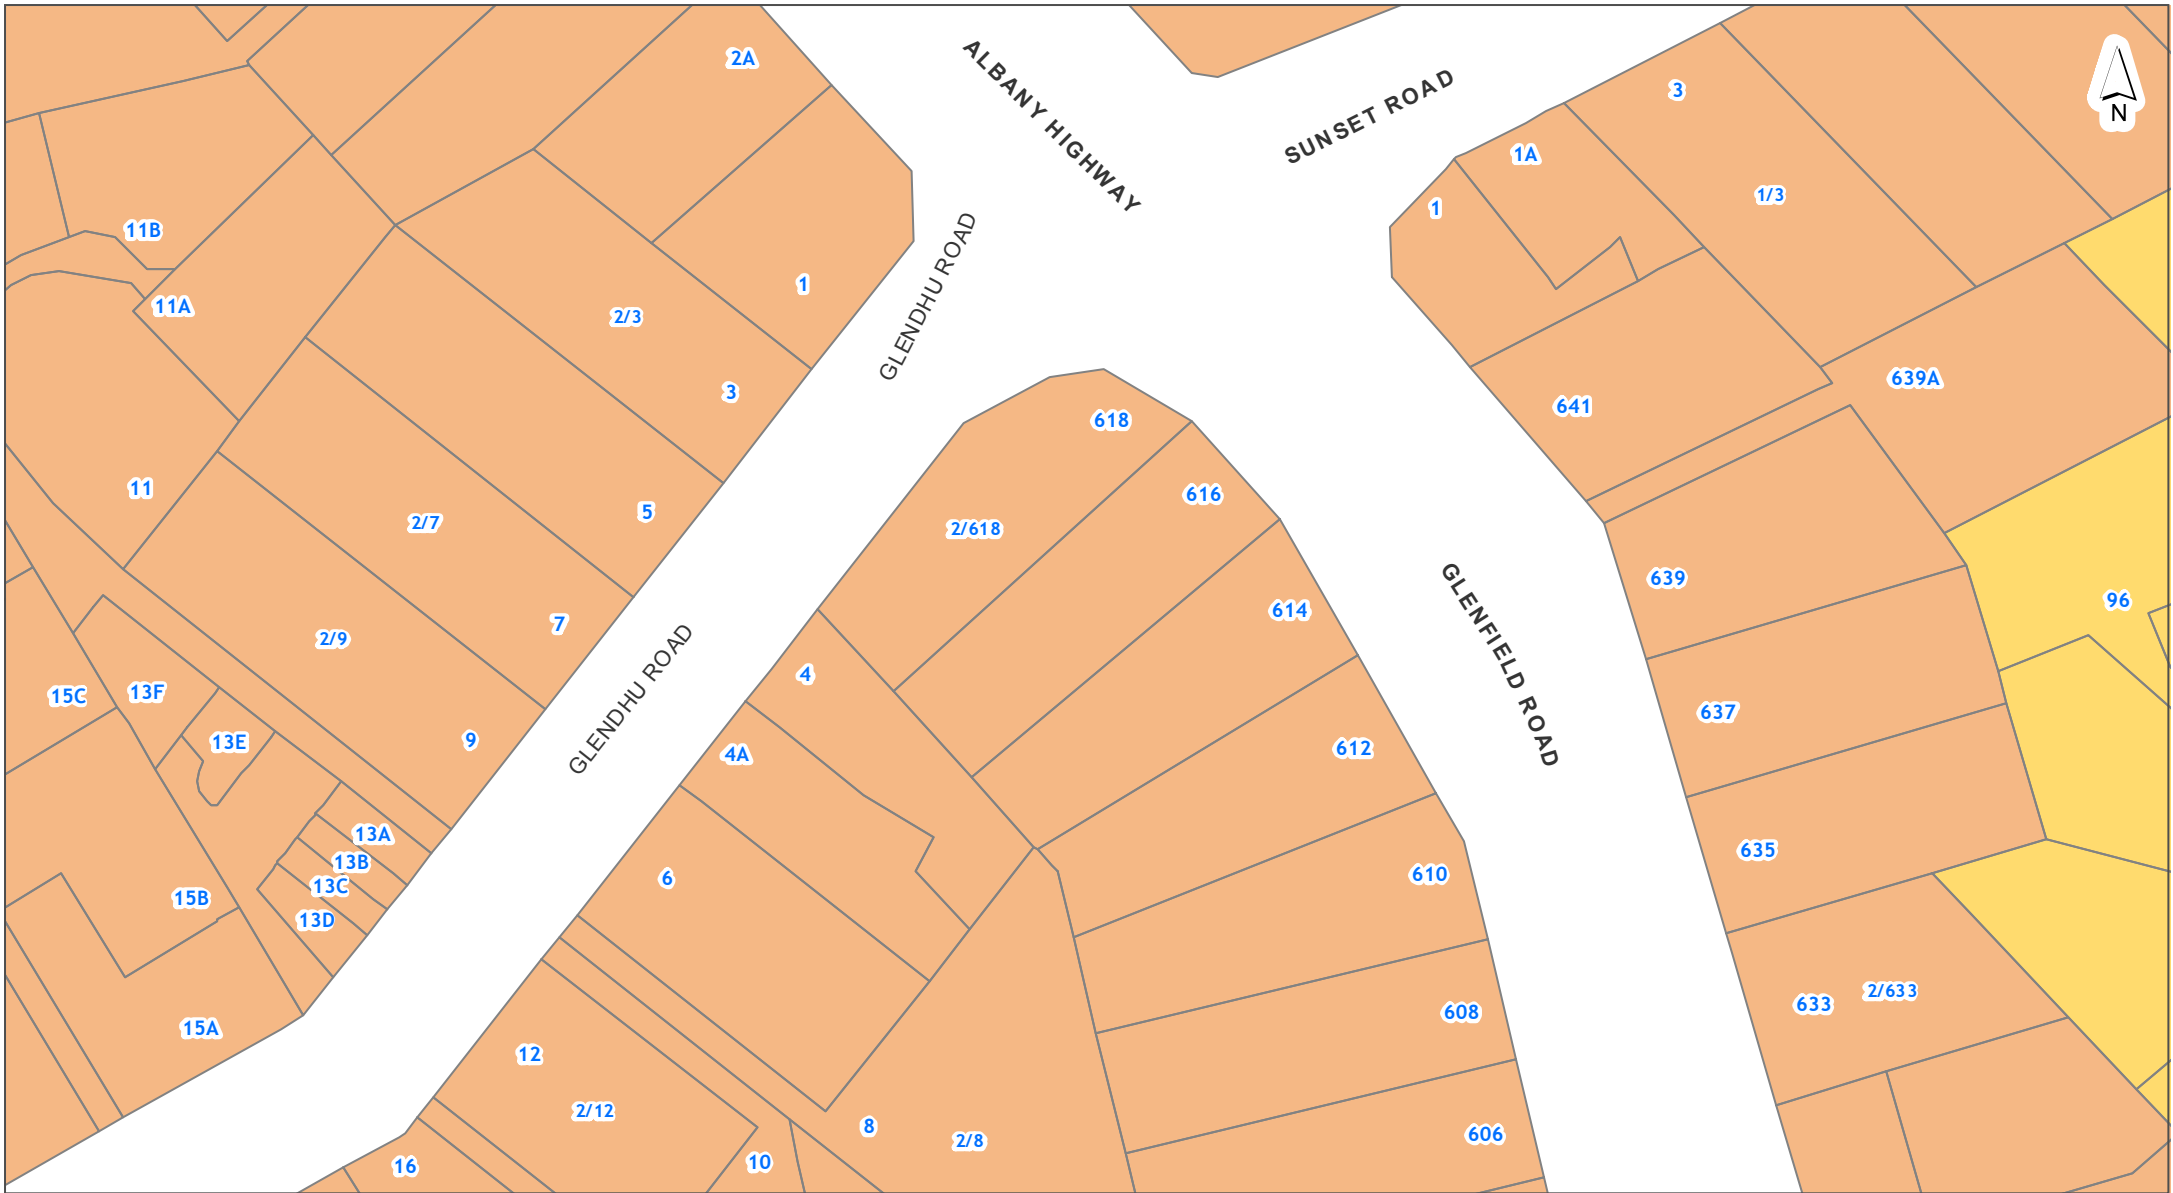 2A
ALBANY HIGHWAY
SUNSET ROAD
3
N
1A
1/3
1
11B
GLENDHU ROAD
11A
2/3
1
3
639A
641
618
11
616
2/618
2/7
5
639
GLENFIELD ROAD
614
96
7
2/9
4
15C
13F
637
13E
9
GLENDHU ROAD
4A
612
13A
13B
13C
13D
635
6
610
15B
633
2/633
608
15A
12
2/12
8
2/8
606
16
10